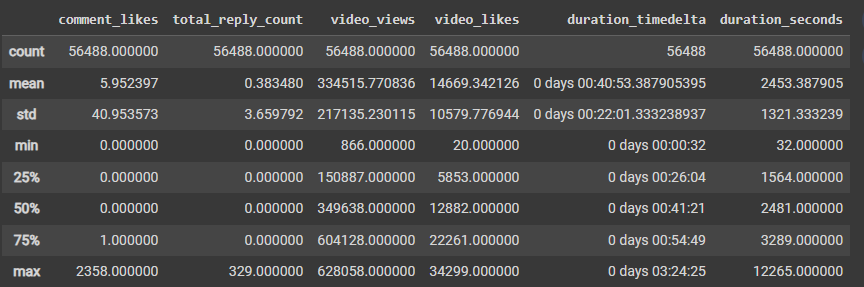 comment_likes total_reply_count video_views video_likes duration_timedelta duration_seconds
count 56488.000000 56488.000000 56488.000000 56488.000000 56488 56488.000000
mean 5.952397 0.383480 334515.770836 14669.342126 0 days 00:40:53.387905395 2453.387905
std 40.953573 3.659792 217135.230115 10579.776944 0 days 00:22:01.333238937 1321.333239
min 0.000000 0.000000 866.000000 20.000000 0 days 00:00:32 32.000000
25% 0.000000 0.000000 150887.000000 5853.000000 0 days 00:26:04 1564.000000
50% 0.000000 0.000000 349638.000000 12882.000000 0 days 00:41:21 2481.000000
75% 1.000000 0.000000 604128.000000 22261.000000 0 days 00:54:49 3289.000000
max 2358.000000 329.000000 628058.000000 34299.000000 0 days 03:24:25 12265.000000